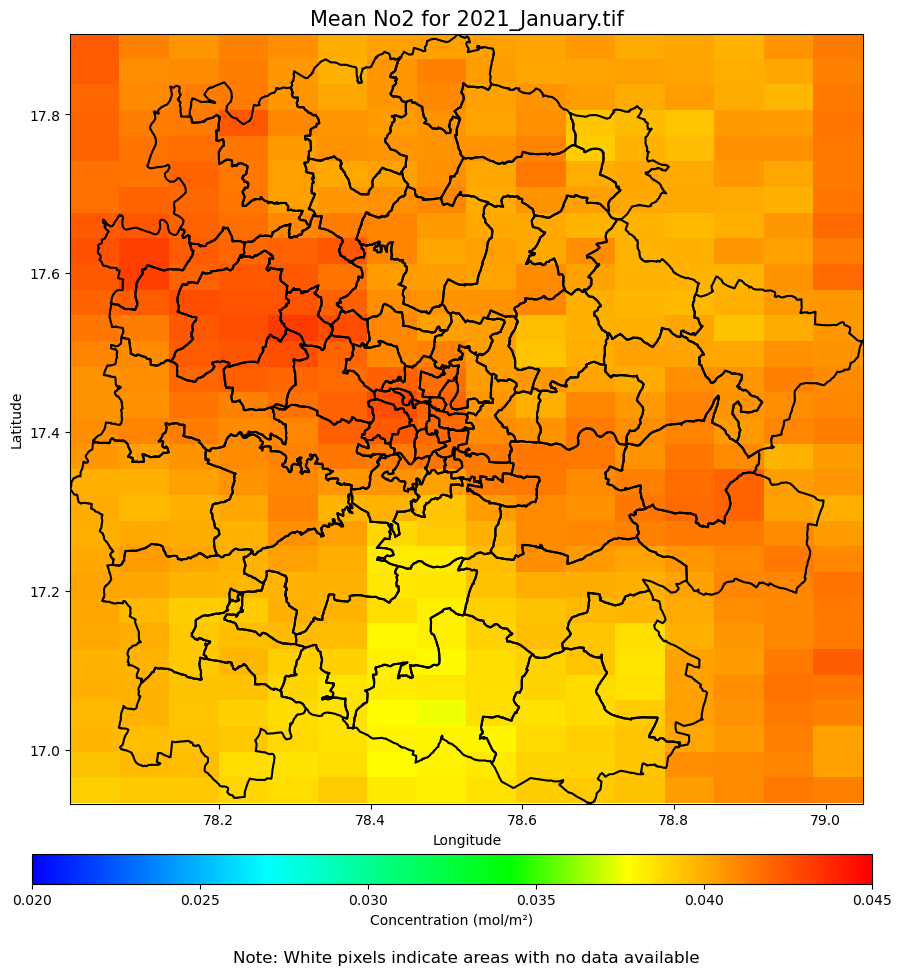 Mean No2 for 2021_January.tif
Latitude
17.8
17.6
17.4
17.2
17.0
78.2 78.4 78.6 78.8 79.0
Longitude
0.020 0.025 0.030 0.035 0.040 0.045
Concentration (mol/m²)
Note: White pixels indicate areas with no data available